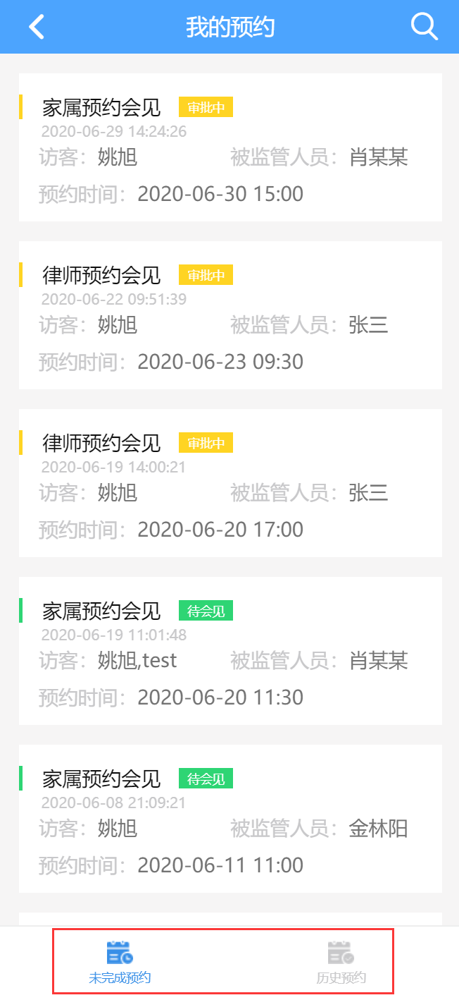 我的预约
家属预约会见 审批中
2020-06-29 14:24:26
访客：姚旭 被监管人员：肖某某
预约时间：2020-06-30 15:00
律师预约会见 审批中
2020-06-22 09:51:39
访客：姚旭 被监管人员：张三
预约时间：2020-06-23 09:30
律师预约会见 审批中
2020-06-19 14:00:21
访客：姚旭 被监管人员：张三
预约时间：2020-06-20 17:00
家属预约会见 待会见
2020-06-19 11:01:48
访客：姚旭,test 被监管人员：肖某某
预约时间：2020-06-20 11:30
家属预约会见 待会见
2020-06-08 21:09:21
访客：姚旭 被监管人员：金林阳
预约时间：2020-06-11 11:00
未完成预约 历史预约